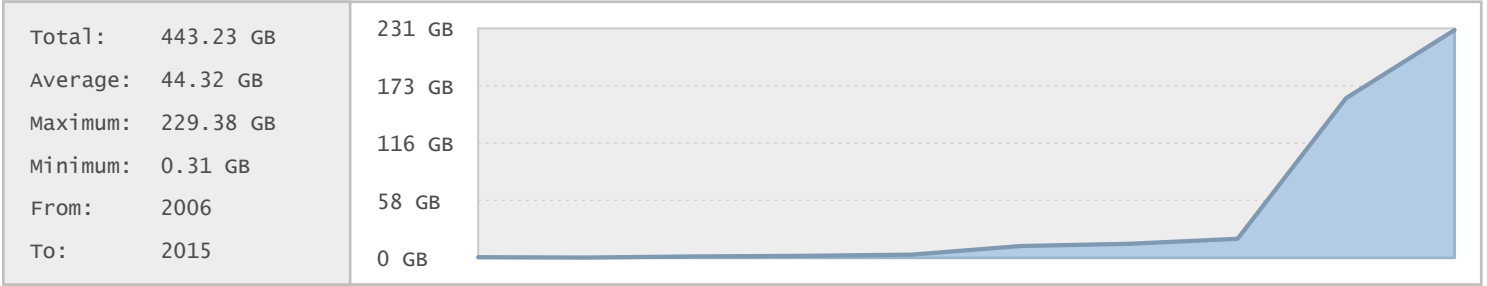 Total: 443.23 GB
Average: 44.32 GB
Maximum: 229.38 GB
Minimum: 0.31 GB
From: 2006
To: 2015
231 GB
173 GB
116 GB
58 GB
0 GB